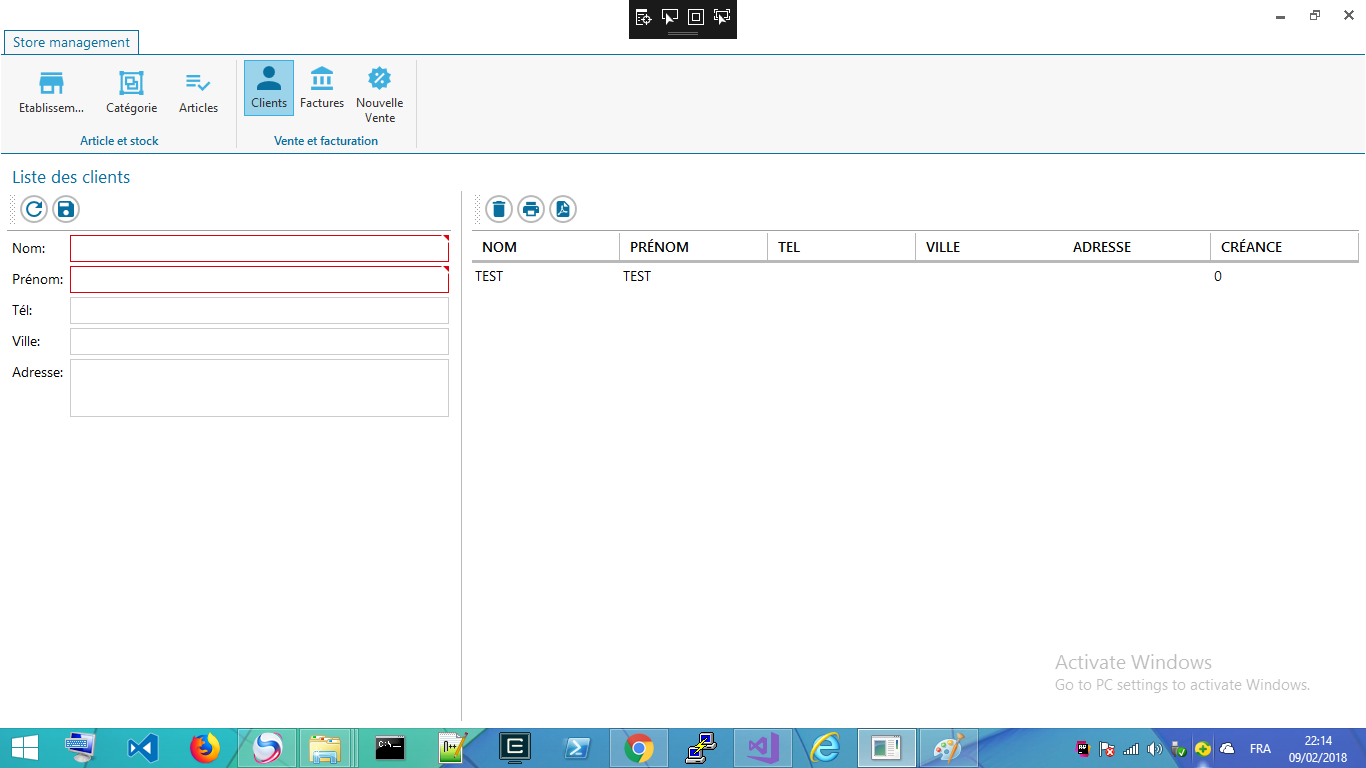 Store management
Etablissem...
Catégorie
Articles
Article et stock
Clients
Factures
Nouvelle
Vente
Vente et facturation
Liste des clients
Nom:
Prénom:
Tél:
Ville:
Adresse:
NOM PRÉNOM TEL VILLE ADRESSE CRÉANCE
TEST TEST 0
Activate Windows
Go to PC settings to activate Windows.
FRA
22:14
09/02/2018